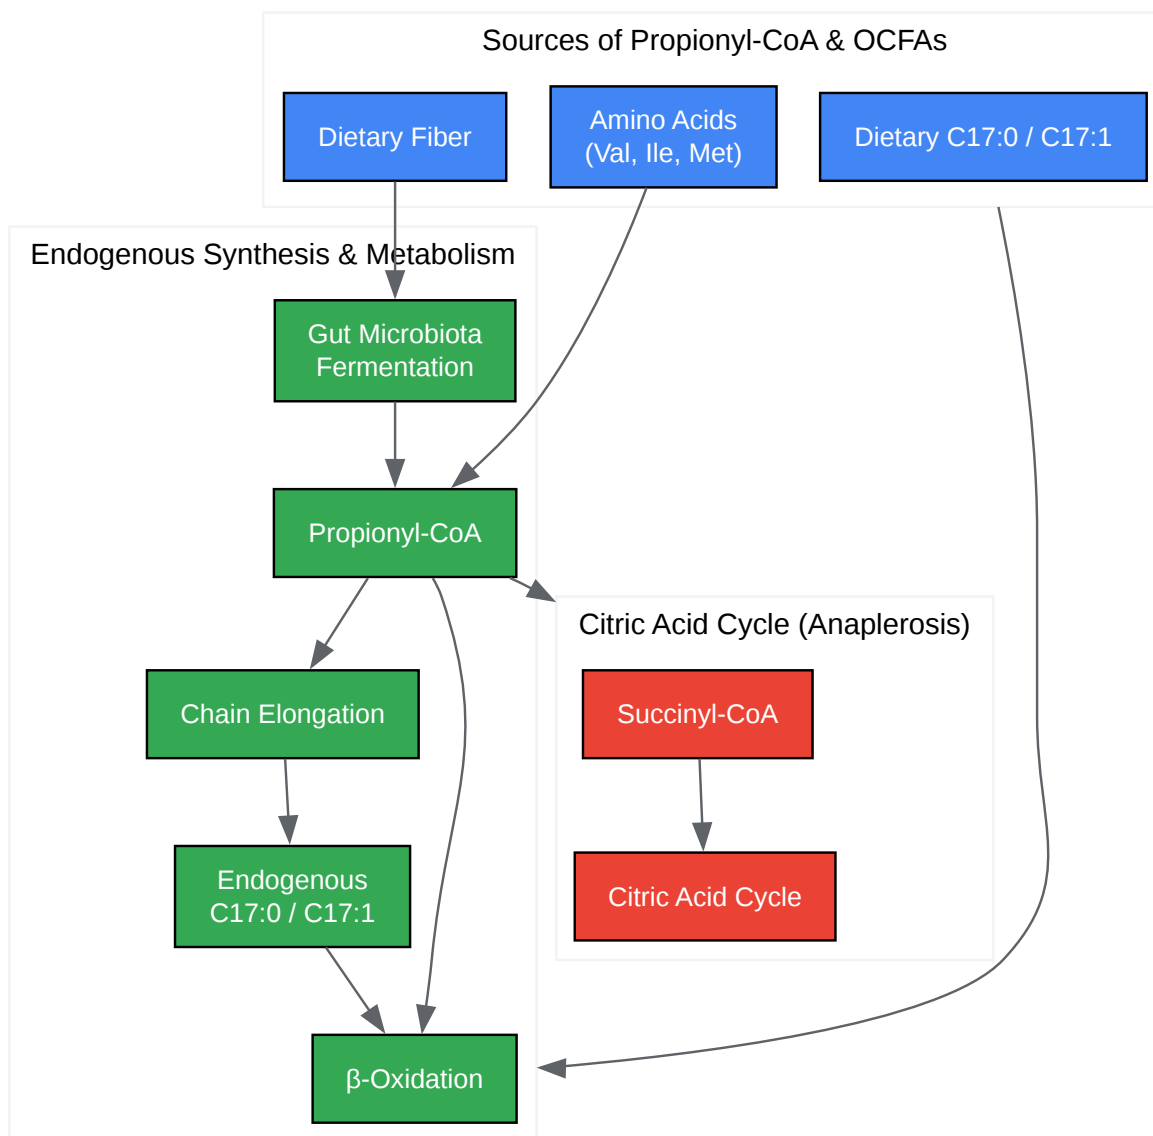 Sources of Propionyl-CoA & OCFAs
Dietary Fiber
Amino Acids
(Val, Ile, Met)
Dietary C17:0 / C17:1
Endogenous Synthesis & Metabolism
Gut Microbiota
Fermentation
Propionyl-CoA
Citric Acid Cycle (Anaplerosis)
Chain Elongation
Succinyl-CoA
Endogenous
C17:0 / C17:1
Citric Acid Cycle
β-Oxidation